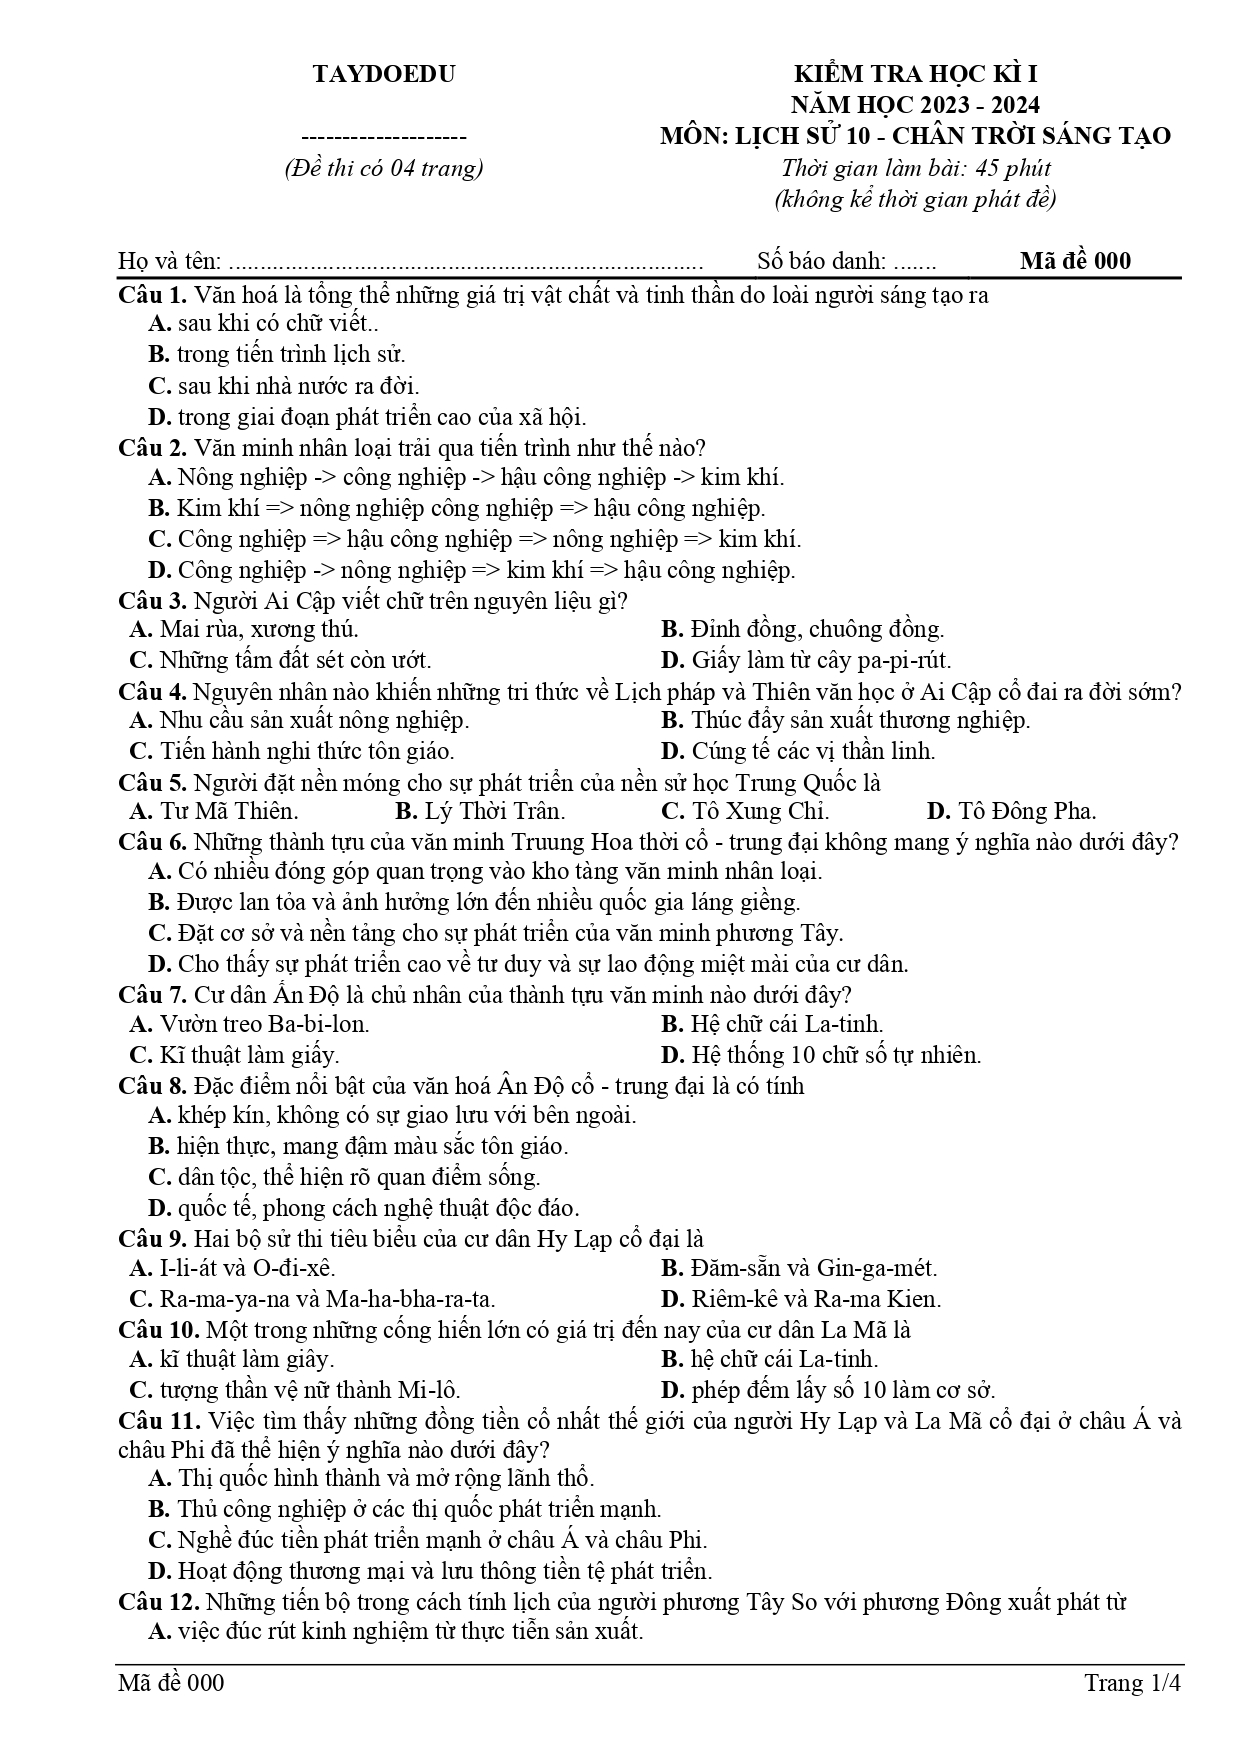 TAYDOEDU
KIỂM TRA HỌC KÌ I
NĂM HỌC 2023 - 2024
--------------------
MÔN: LỊCH SỬ 10 - CHÂN TRỜI SÁNG TẠO
(Đề thi có 04 trang)
Thời gian làm bài: 45 phút
(không kể thời gian phát đề)
Họ và tên: ............................................................................ Số báo danh: ....... Mã đề 000
Câu 1. Văn hoá là tổng thể những giá trị vật chất và tinh thần do loài người sáng tạo ra
A. sau khi có chữ viết..
B. trong tiến trình lịch sử.
C. sau khi nhà nước ra đời.
D. trong giai đoạn phát triển cao của xã hội.
Câu 2. Văn minh nhân loại trải qua tiến trình như thế nào?
A. Nông nghiệp -> công nghiệp -> hậu công nghiệp -> kim khí.
B. Kim khí => nông nghiệp công nghiệp => hậu công nghiệp.
C. Công nghiệp => hậu công nghiệp => nông nghiệp => kim khí.
D. Công nghiệp -> nông nghiệp => kim khí => hậu công nghiệp.
Câu 3. Người Ai Cập viết chữ trên nguyên liệu gì?
A. Mai rùa, xương thú. B. Đỉnh đồng, chuông đồng.
C. Những tấm đất sét còn ướt. D. Giấy làm từ cây pa-pi-rút.
Câu 4. Nguyên nhân nào khiến những tri thức về Lịch pháp và Thiên văn học ở Ai Cập cổ đai ra đời sớm?
A. Nhu cầu sản xuất nông nghiệp. B. Thúc đẩy sản xuất thương nghiệp.
C. Tiến hành nghi thức tôn giáo. D. Cúng tế các vị thần linh.
Câu 5. Người đặt nền móng cho sự phát triển của nền sử học Trung Quốc là
A. Tư Mã Thiên. B. Lý Thời Trân. C. Tô Xung Chỉ. D. Tô Đông Pha.
Câu 6. Những thành tựu của văn minh Truung Hoa thời cổ - trung đại không mang ý nghĩa nào dưới đây?
A. Có nhiều đóng góp quan trọng vào kho tàng văn minh nhân loại.
B. Được lan tỏa và ảnh hưởng lớn đến nhiều quốc gia láng giềng.
C. Đặt cơ sở và nền tảng cho sự phát triển của văn minh phương Tây.
D. Cho thấy sự phát triển cao về tư duy và sự lao động miệt mài của cư dân.
Câu 7. Cư dân Ấn Độ là chủ nhân của thành tựu văn minh nào dưới đây?
A. Vườn treo Ba-bi-lon. B. Hệ chữ cái La-tinh.
C. Kĩ thuật làm giấy. D. Hệ thống 10 chữ số tự nhiên.
Câu 8. Đặc điểm nổi bật của văn hoá Ân Độ cổ - trung đại là có tính
A. khép kín, không có sự giao lưu với bên ngoài.
B. hiện thực, mang đậm màu sắc tôn giáo.
C. dân tộc, thể hiện rõ quan điểm sống.
D. quốc tế, phong cách nghệ thuật độc đáo.
Câu 9. Hai bộ sử thi tiêu biểu của cư dân Hy Lạp cổ đại là
A. I-li-át và O-đi-xê. B. Đăm-sẵn và Gin-ga-mét.
C. Ra-ma-ya-na và Ma-ha-bha-ra-ta. D. Riêm-kê và Ra-ma Kien.
Câu 10. Một trong những cống hiến lớn có giá trị đến nay của cư dân La Mã là
A. kĩ thuật làm giây. B. hệ chữ cái La-tinh.
C. tượng thần vệ nữ thành Mi-lô. D. phép đếm lấy số 10 làm cơ sở.
Câu 11. Việc tìm thấy những đồng tiền cổ nhất thế giới của người Hy Lạp và La Mã cổ đại ở châu Á và
châu Phi đã thể hiện ý nghĩa nào dưới đây?
A. Thị quốc hình thành và mở rộng lãnh thổ.
B. Thủ công nghiệp ở các thị quốc phát triển mạnh.
C. Nghề đúc tiền phát triển mạnh ở châu Á và châu Phi.
D. Hoạt động thương mại và lưu thông tiền tệ phát triển.
Câu 12. Những tiến bộ trong cách tính lịch của người phương Tây So với phương Đông xuất phát từ
A. việc đúc rút kinh nghiệm từ thực tiễn sản xuất.
Mã đề 000 Trang 1/4